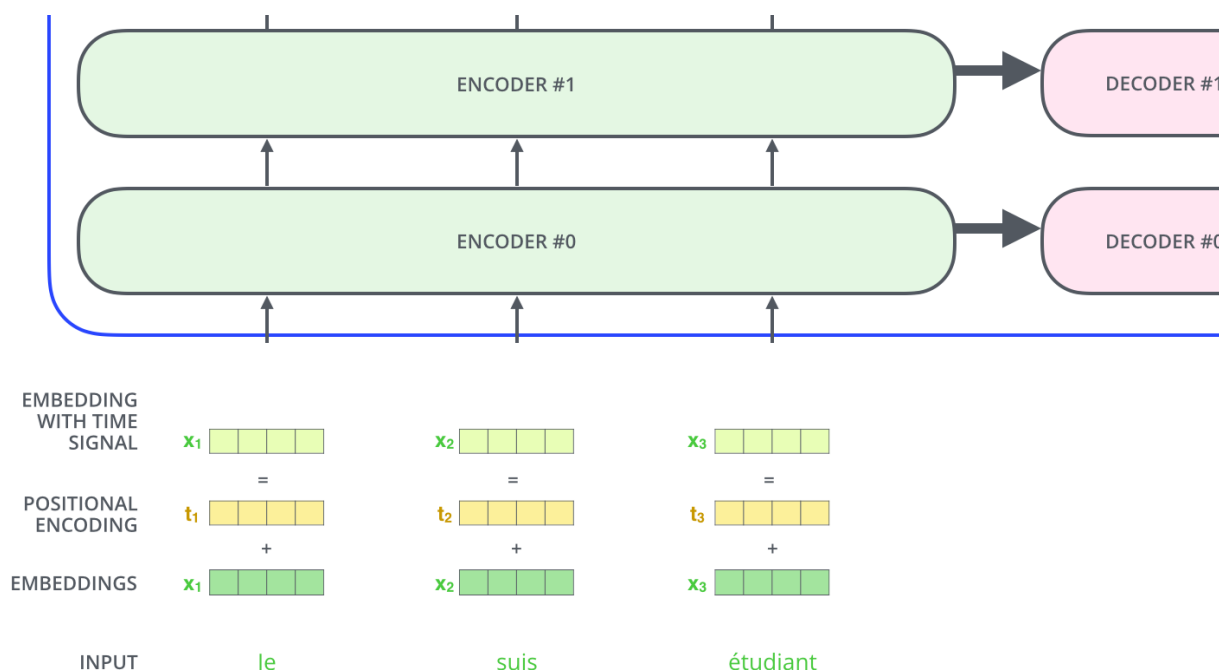 ENCODER #1
DECODER #1
ENCODER #0
DECODER #0
EMBEDDING
WITH TIME
SIGNAL
x₁ x₂ x₃
= = =
POSITIONAL
ENCODING
t₁ t₂ t₃
+ + +
EMBEDDINGS x₁ x₂ x₃
INPUT le suis étudiant